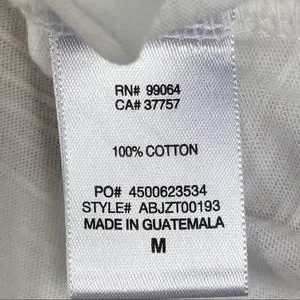 RN# 99064
CA# 37757
100% COTTON
PO# 4500623534
STYLE# ABJZT00193
MADE IN GUATEMALA
M